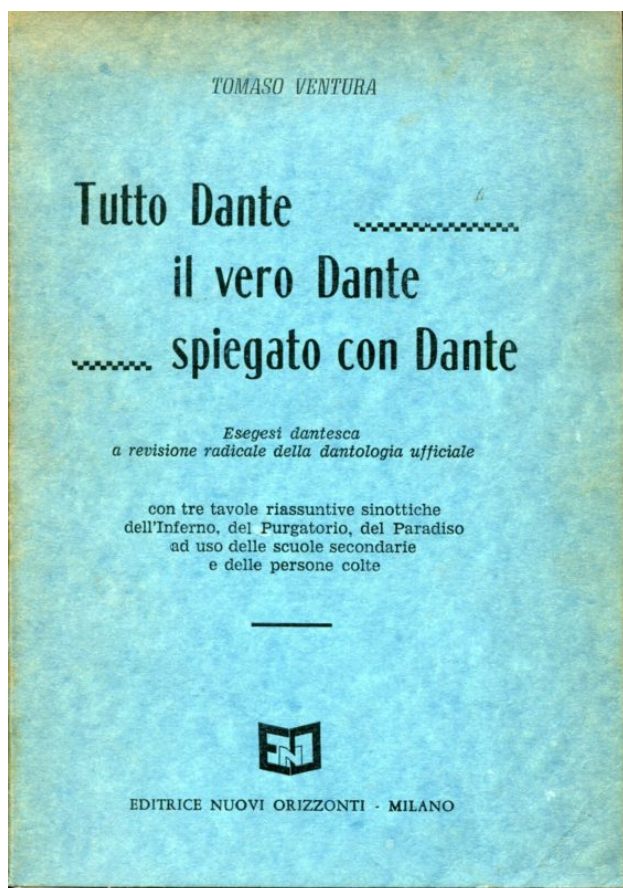 TOMASO VENTURA
Tutto Dante
il vero Dante
spiegato con Dante
Esegesi dantesca
a revisione radicale della dantologia ufficiale
con tre tavole riassuntive sinottiche
dell'Inferno, del Purgatorio, del Paradiso
ad uso delle scuole secondarie
e delle persone colte
ENO
EDITRICE NUOVI ORIZZONTI - MILANO